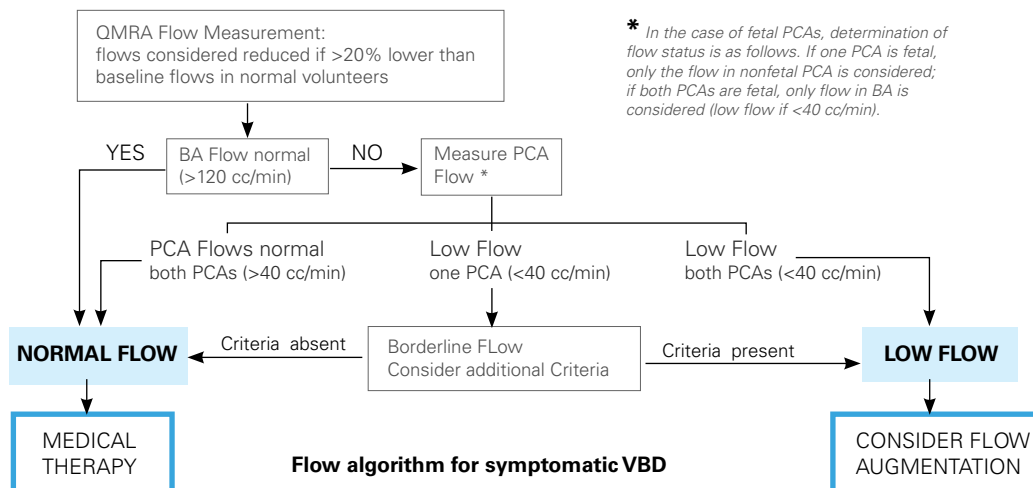 QMRA Flow Measurement:
flows considered reduced if >20% lower than
baseline flows in normal volunteers
* In the case of fetal PCAs, determination of
flow status is as follows. If one PCA is fetal,
only the flow in nonfetal PCA is considered;
if both PCAs are fetal, only flow in BA is
considered (low flow if <40 cc/min).
YES
BA Flow normal
(>120 cc/min)
NO
Measure PCA
Flow *
PCA Flows normal
both PCAs (>40 cc/min)
Low Flow
one PCA (<40 cc/min)
Low Flow
both PCAs (<40 cc/min)
NORMAL FLOW
Criteria absent
Borderline FLow
Consider additional Criteria
Criteria present
LOW FLOW
MEDICAL
THERAPY
Flow algorithm for symptomatic VBD
CONSIDER FLOW
AUGMENTATION